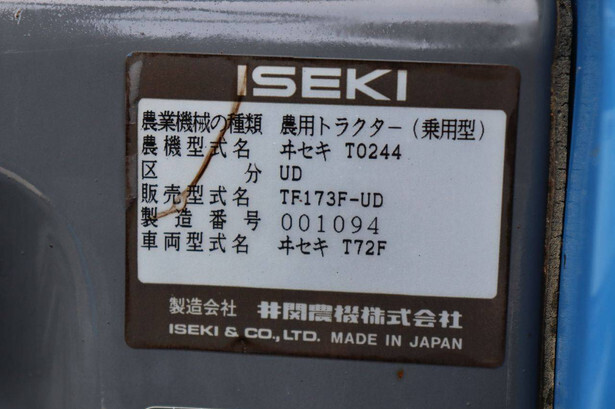 ISEKI
農業機械の種類 農用トラクター(乗用型)
農機型式名 ヰセキ TO244
区分 UD
販売型式名 TF173F-UD
製造番号 001094
車両型式名 ヰセキ T72F
製造会社 井関農機株式会社
ISEKI & CO., LTD. MADE IN JAPAN